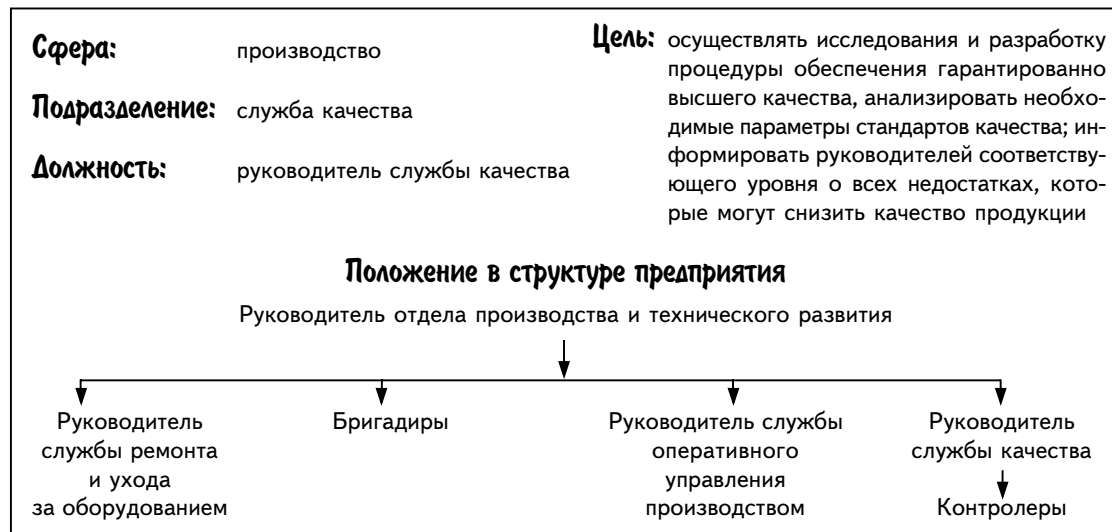 Сфера: производство
Подразделение: служба качества
Должность: руководитель службы качества
Цель: осуществлять исследования и разработку
процедуры обеспечения гарантированно
высшего качества, анализировать необхо-
димые параметры стандартов качества; ин-
формировать руководителей соответствую-
ющего уровня о всех недостатках, кото-
рые могут снизить качество продукции
Положение в структуре предприятия
Руководитель отдела производства и технического развития
Руководитель
службы ремонта
и ухода
за оборудованием
Бригадиры
Руководитель службы
оперативного
управления
производством
Руководитель
службы качества
Контролеры